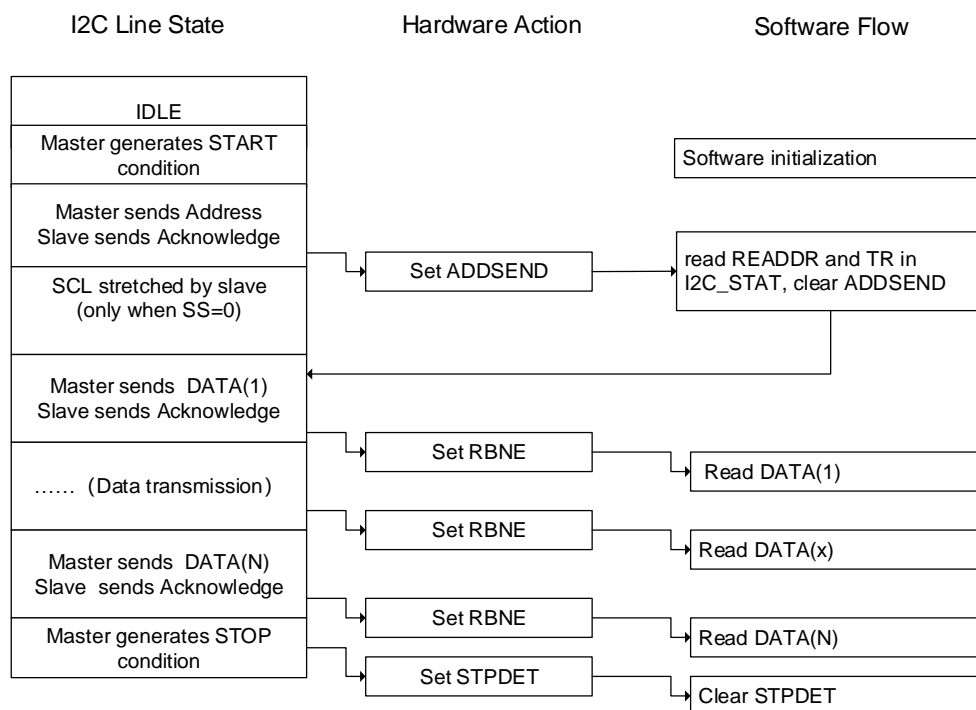 I2C Line State
Hardware Action
Software Flow
IDLE
Master generates START
condition
Software initialization
Master sends Address
Slave sends Acknowledge
Set ADDSEND
read READDR and TR in
I2C_STAT, clear ADDSEND
SCL stretched by slave
(only when SS=0)
Master sends DATA(1)
Slave sends Acknowledge
Set RBNE
Read DATA(1)
…… (Data transmission)
Set RBNE
Read DATA(x)
Master sends DATA(N)
Slave sends Acknowledge
Set RBNE
Read DATA(N)
Master generates STOP
condition
Set STPDET
Clear STPDET